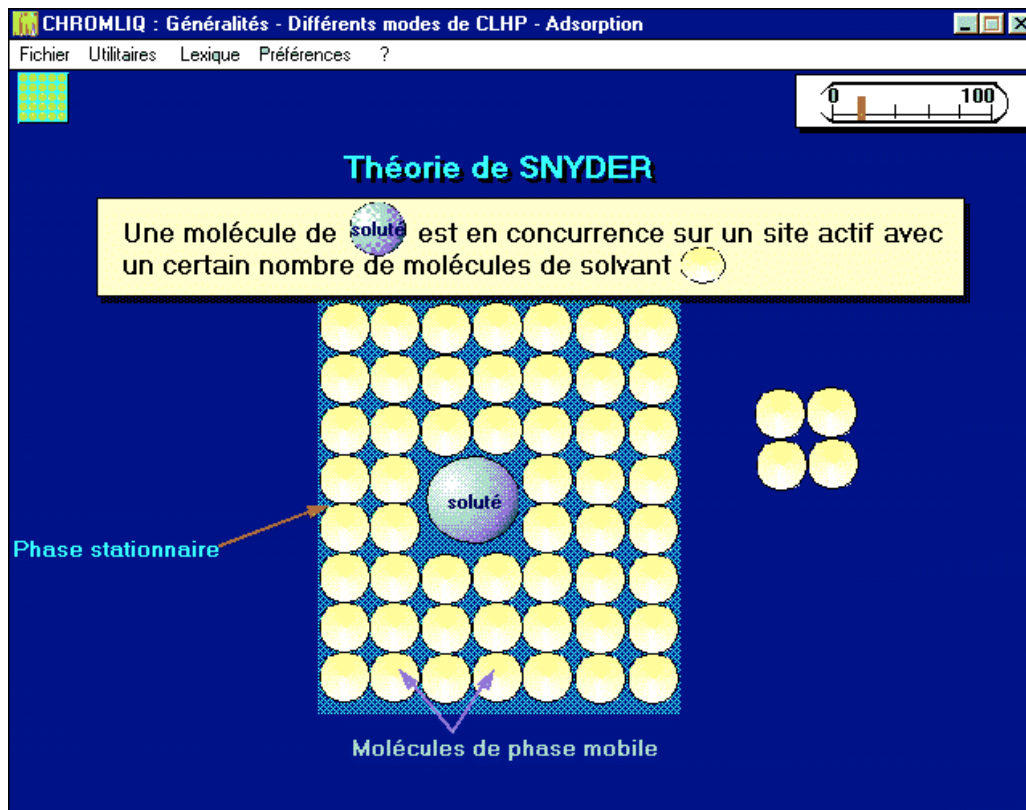 CHROMLIQ : Généralités - Différents modes de CLHP - Adsorption
Fichier Utilitaires Lexique Préférences ?
0 100
Théorie de SNYDER
Une molécule de soluté est en concurrence sur un site actif avec
un certain nombre de molécules de solvant
soluté
Phase stationnaire
Molécules de phase mobile